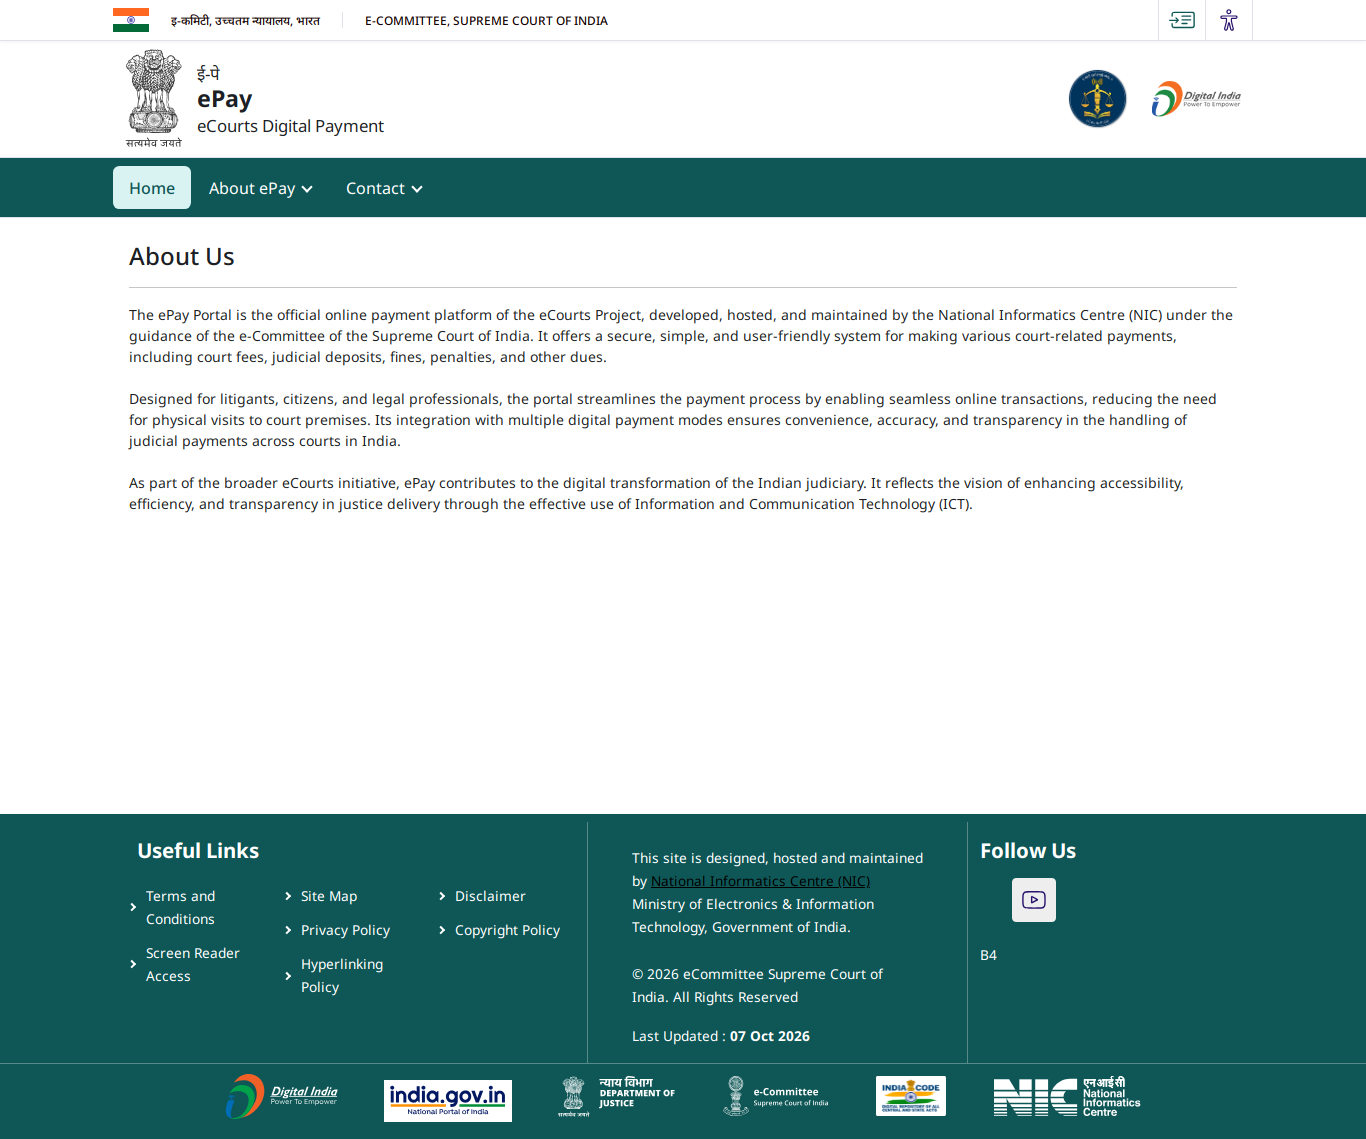 इ-कमिटी, उच्चतम न्यायालय, भारत
E-COMMITTEE, SUPREME COURT OF INDIA
सत्यमेव जयते
ई-पे
ePay
eCourts Digital Payment
Digital India
Power To Empower
Home
About ePay
Contact
About Us
The ePay Portal is the official online payment platform of the eCourts Project, developed, hosted, and maintained by the National Informatics Centre (NIC) under the
guidance of the e-Committee of the Supreme Court of India. It offers a secure, simple, and user-friendly system for making various court-related payments,
including court fees, judicial deposits, fines, penalties, and other dues.
Designed for litigants, citizens, and legal professionals, the portal streamlines the payment process by enabling seamless online transactions, reducing the need
for physical visits to court premises. Its integration with multiple digital payment modes ensures convenience, accuracy, and transparency in the handling of
judicial payments across courts in India.
As part of the broader eCourts initiative, ePay contributes to the digital transformation of the Indian judiciary. It reflects the vision of enhancing accessibility,
efficiency, and transparency in justice delivery through the effective use of Information and Communication Technology (ICT).
Useful Links
Terms and
Conditions
Screen Reader
Access
Site Map
Privacy Policy
Hyperlinking
Policy
Disclaimer
Copyright Policy
This site is designed, hosted and maintained
by National Informatics Centre (NIC)
Ministry of Electronics & Information
Technology, Government of India.
© 2026 eCommittee Supreme Court of
India. All Rights Reserved
Last Updated : 07 Oct 2026
Follow Us
B4
Digital India
Power To Empower
india.gov.in
National Portal of India
सत्यमेव जयते
न्याय विभाग
DEPARTMENT OF
JUSTICE
e-Committee
Supreme Court of India
INDIA CODE
DIGITAL REPOSITORY OF ALL
CENTRAL AND STATE ACTS
NIC
एनआईसी
National
Informatics
Centre